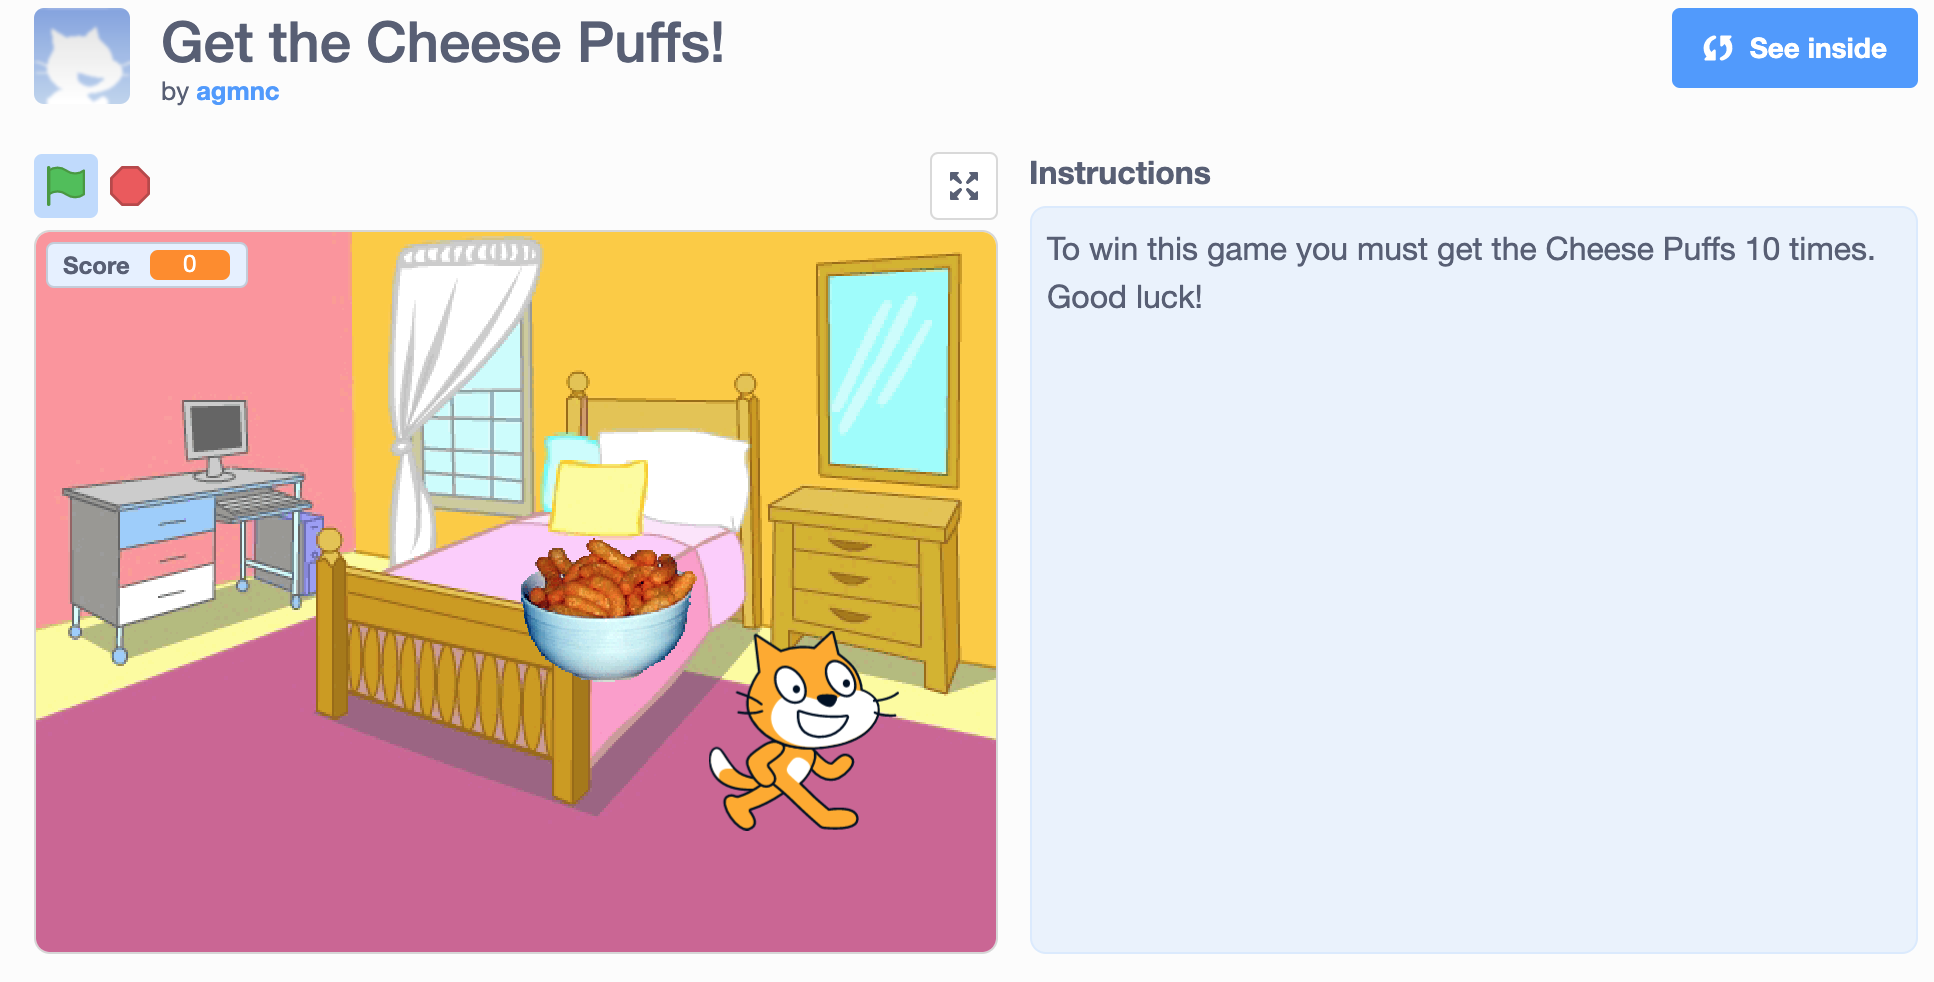 Get the Cheese Puffs!
by agmnc
See inside
Instructions
Score 0
To win this game you must get the Cheese Puffs 10 times.
Good luck!